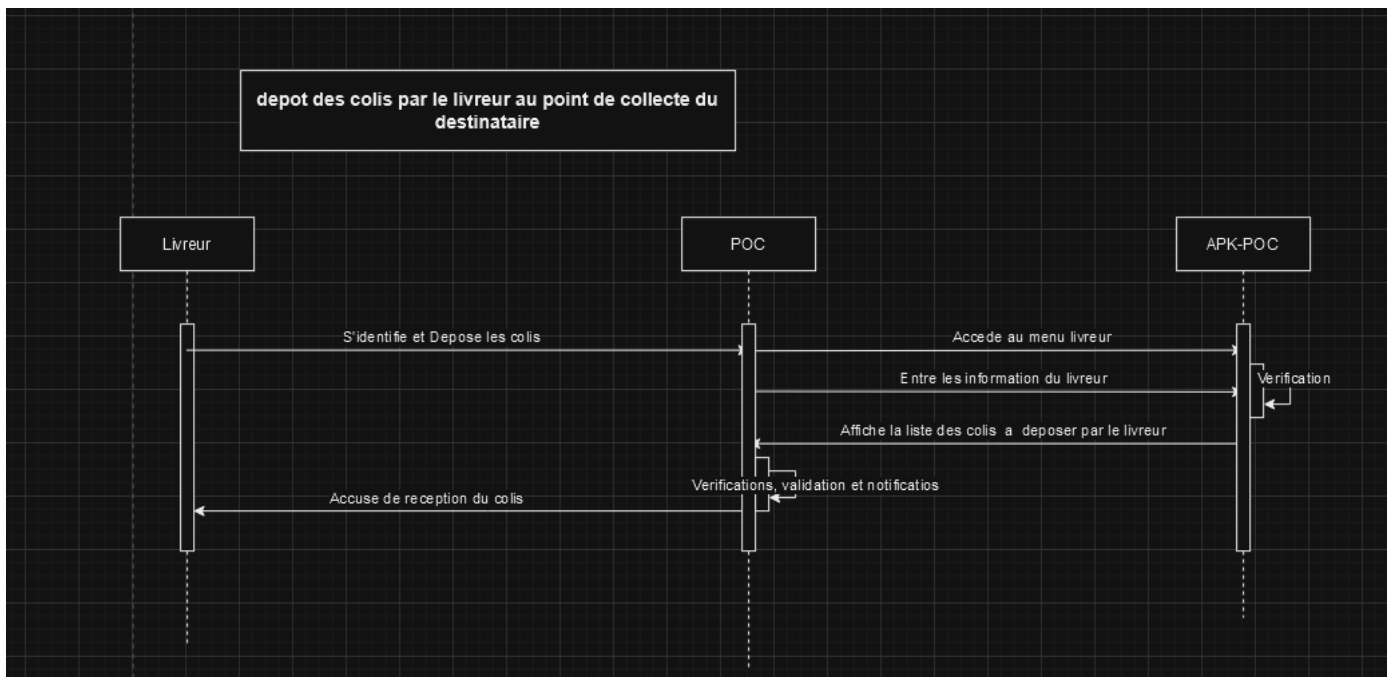 depot des colis par le livreur au point de collecte du
destinataire
Livreur
POC
APK-POC
S'identifie et Depose les colis
Accede au menu livreur
Entre les information du livreur
Verification
Affiche la liste des colis a deposer par le livreur
Verifications, validation et notificatios
Accuse de reception du colis